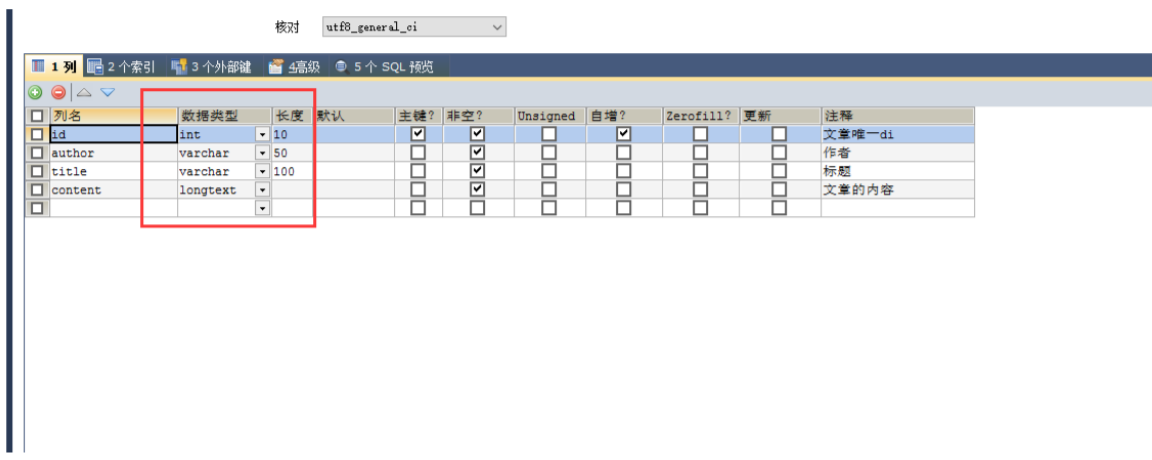 核对 utf8_general_ci
1 列 2 个索引 3 个外部键 4高级 5 个 SQL 预览
列名 数据类型 长度 默认 主键? 非空? Unsigned 自增? Zerofill? 更新 注释
id int 10 文章唯一di
author varchar 50 作者
title varchar 100 标题
content longtext 文章的内容